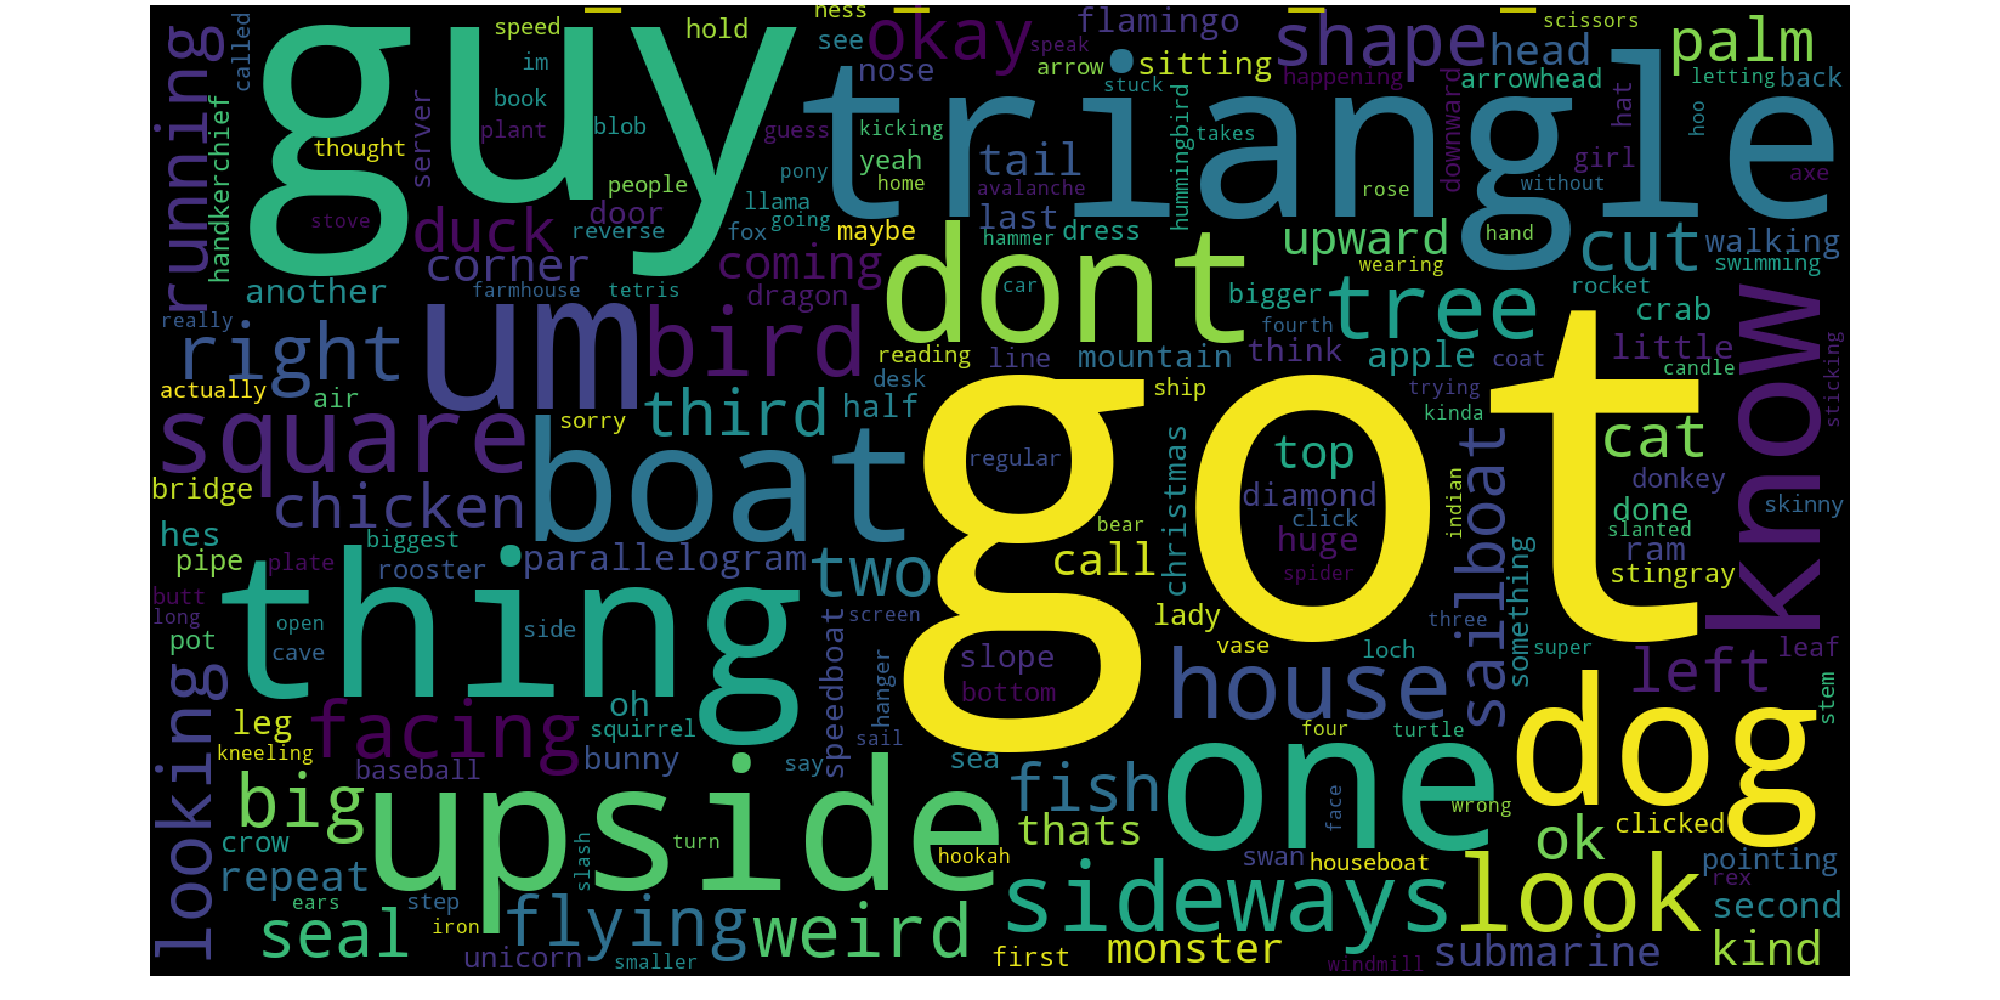 guy
got
triangle
thing
upside
boat
one
dog
dont
um
know
square
look
sideways
house
bird
facing
running
looking
right
tree
shape
okay
flying
weird
sailboat
chicken
third
two
duck
cut
fish
big
seal
cat
palm
left
corner
coming
upward
head
tail
last
call
top
thats
ok
kind
monster
submarine
second
repeat
parallelogram
mountain
apple
think
little
huge
diamond
christmas
something
another
door
server
called
handkerchief
speed
im
book
plant
thought
stove
people
blob
hold
ness
see
nose
speak
arrow
stuck
flamingo
sitting
happening
scissors
arrowhead
letting
back
hat
hoo
downward
girl
without
axe
rose
hand
walking
swimming
hummingbird
takes
kicking
yeah
home
guess
pony
avalanche
llama
going
reverse
fox
maybe
hammer
dress
wearing
dragon
farmhouse
tetris
car
bigger
fourth
rocket
crab
really
actually
air
sorry
reading
desk
half
line
ship
coat
trying
kinda
candle
sticking
regular
bridge
hes
pipe
plate
biggest
rooster
butt
long
pot
open
cave
side
bear
click
spider
indian
donkey
done
slanted
ram
stingray
skinny
lady
vase
loch
three
super
leaf
stem
slope
bottom
screen
speedboat
hanger
sail
sea
say
oh
squirrel
bunny
leg
kneeling
baseball
crow
ears
step
iron
slash
turn
hookah
unicorn
smaller
first
four
turtle
face
wrong
swan
houseboat
clicked
pointing
rex
windmill